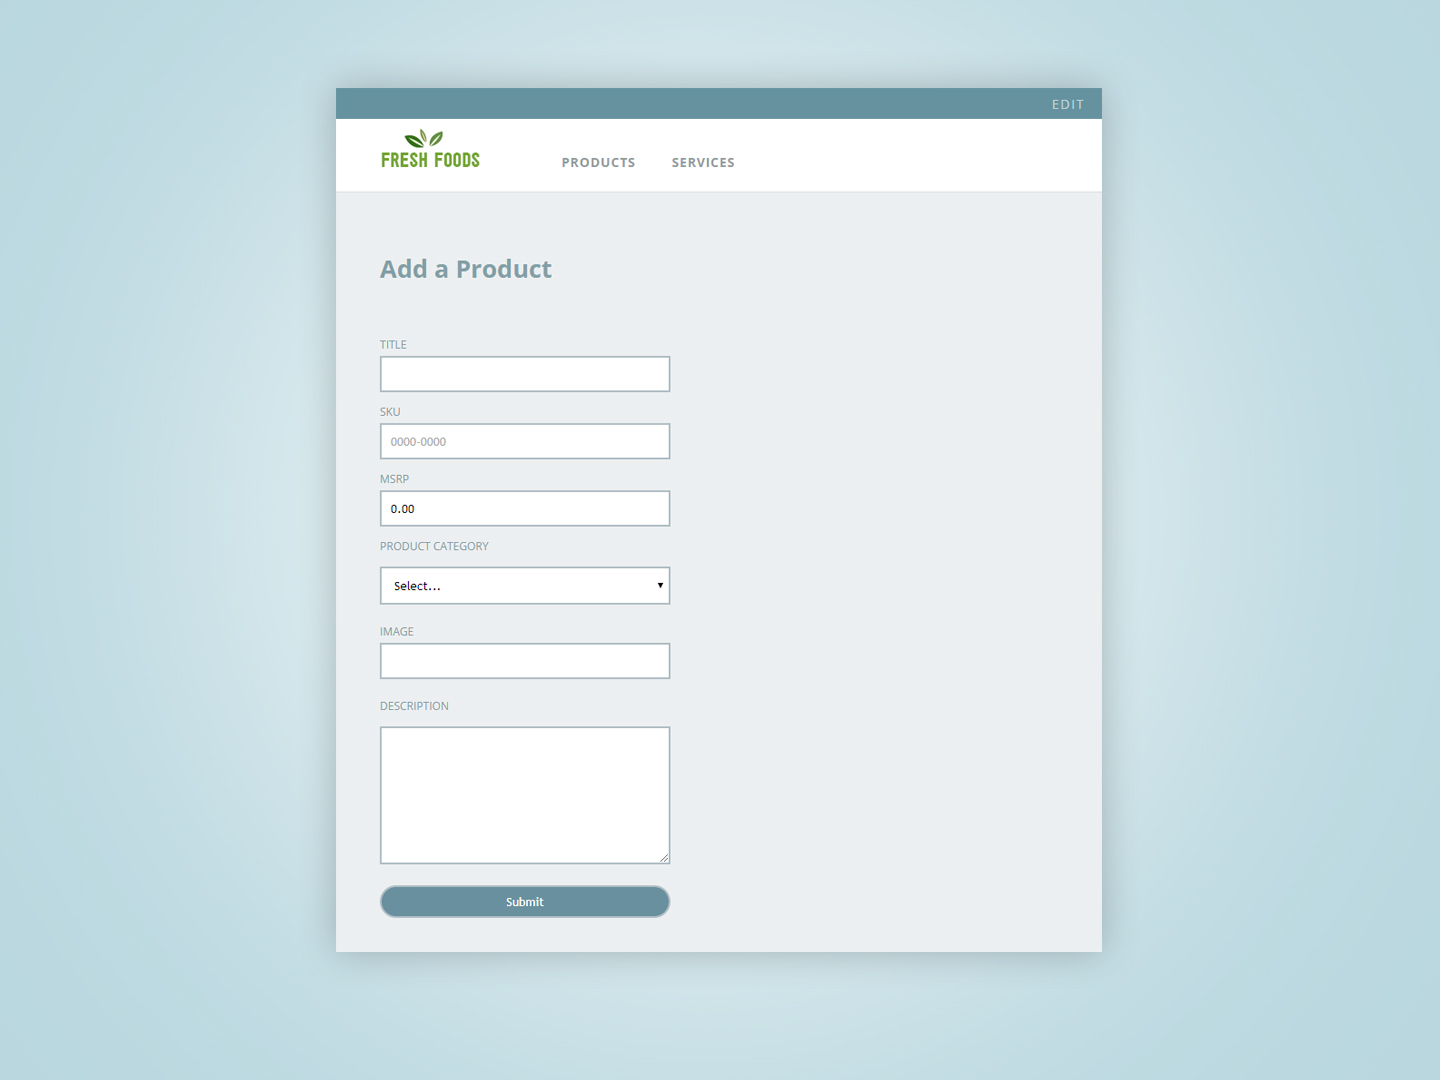 EDIT
FRESH FOODS
PRODUCTS SERVICES
Add a Product
TITLE
SKU
0000-0000
MSRP
0.00
PRODUCT CATEGORY
Select...
IMAGE
DESCRIPTION
Submit